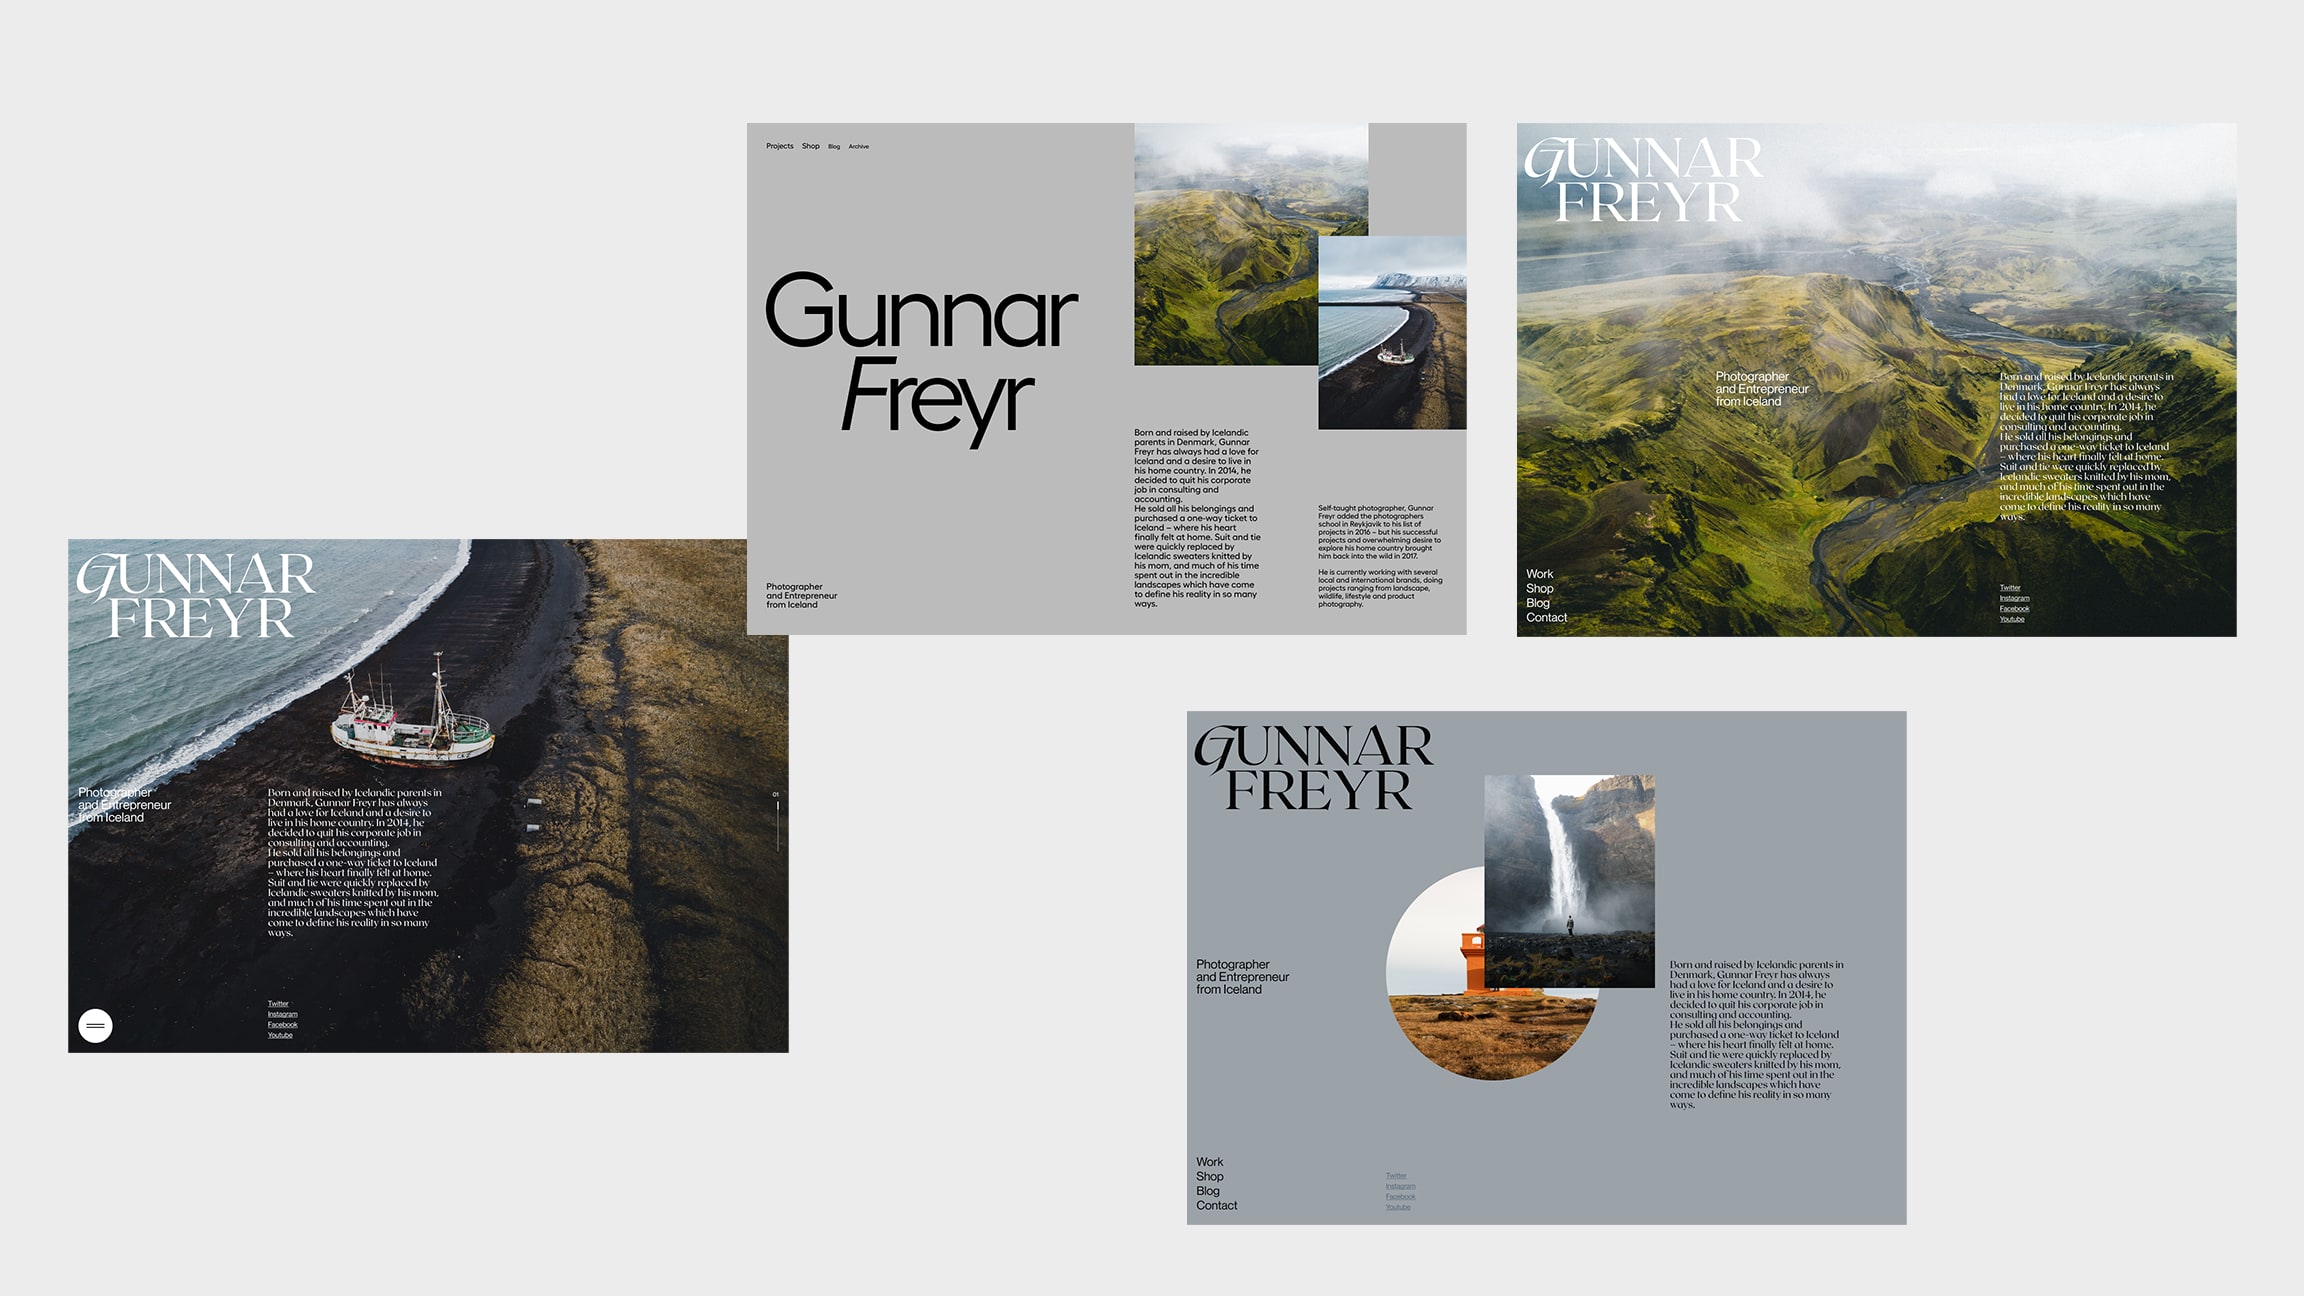 Projects Shop Blog Archive
Gunnar
Freyr
Photographer
and Entrepreneur
from Iceland
Born and raised by Icelandic
parents in Denmark, Gunnar
Freyr has always had a love for
Iceland and a desire to live in
his home country. In 2014, he
decided to quit his corporate
job in consulting and
accounting.
He sold all his belongings and
purchased a one-way ticket to
Iceland – where his heart
finally felt at home. Suit and tie
were quickly replaced by
Icelandic sweaters knitted by
his mom, and much of his time
spent out in the incredible
landscapes which have come
to define his reality in so many
ways.
Self-taught photographer, Gunnar
Freyr added the photographers
school in Reykjavik to his list of
projects in 2016 – but his successful
projects and overwhelming desire to
explore his home country brought
him back into the wild in 2017.
He is currently working with several
local and international brands, doing
projects ranging from landscape,
wildlife, lifestyle and product
photography.
GUNNAR
FREYR
Photographer
and Entrepreneur
from Iceland
Born and raised by Icelandic parents in
Denmark, Gunnar Freyr has always
had a love for Iceland and a desire to
live in his home country. In 2014, he
decided to quit his corporate job in
consulting and accounting.
He sold all his belongings and
purchased a one-way ticket to Iceland
– where his heart finally felt at home.
Suit and tie were quickly replaced by
Icelandic sweaters knitted by his mom,
and much of his time spent out in the
incredible landscapes which have
come to define his reality in so many
ways.
Work
Shop
Blog
Contact
Twitter
Instagram
Facebook
Youtube
GUNNAR
FREYR
Photographer
and Entrepreneur
from Iceland
Born and raised by Icelandic parents in
Denmark, Gunnar Freyr has always
had a love for Iceland and a desire to
live in his home country. In 2014, he
decided to quit his corporate job in
consulting and accounting.
He sold all his belongings and
purchased a one-way ticket to Iceland
– where his heart finally felt at home.
Suit and tie were quickly replaced by
Icelandic sweaters knitted by his mom,
and much of his time spent out in the
incredible landscapes which have
come to define his reality in so many
ways.
01
Twitter
Instagram
Facebook
Youtube
GUNNAR
FREYR
Photographer
and Entrepreneur
from Iceland
Born and raised by Icelandic parents in
Denmark, Gunnar Freyr has always
had a love for Iceland and a desire to
live in his home country. In 2014, he
decided to quit his corporate job in
consulting and accounting.
He sold all his belongings and
purchased a one-way ticket to Iceland
– where his heart finally felt at home.
Suit and tie were quickly replaced by
Icelandic sweaters knitted by his mom,
and much of his time spent out in the
incredible landscapes which have
come to define his reality in so many
ways.
Work
Shop
Blog
Contact
Twitter
Instagram
Facebook
Youtube